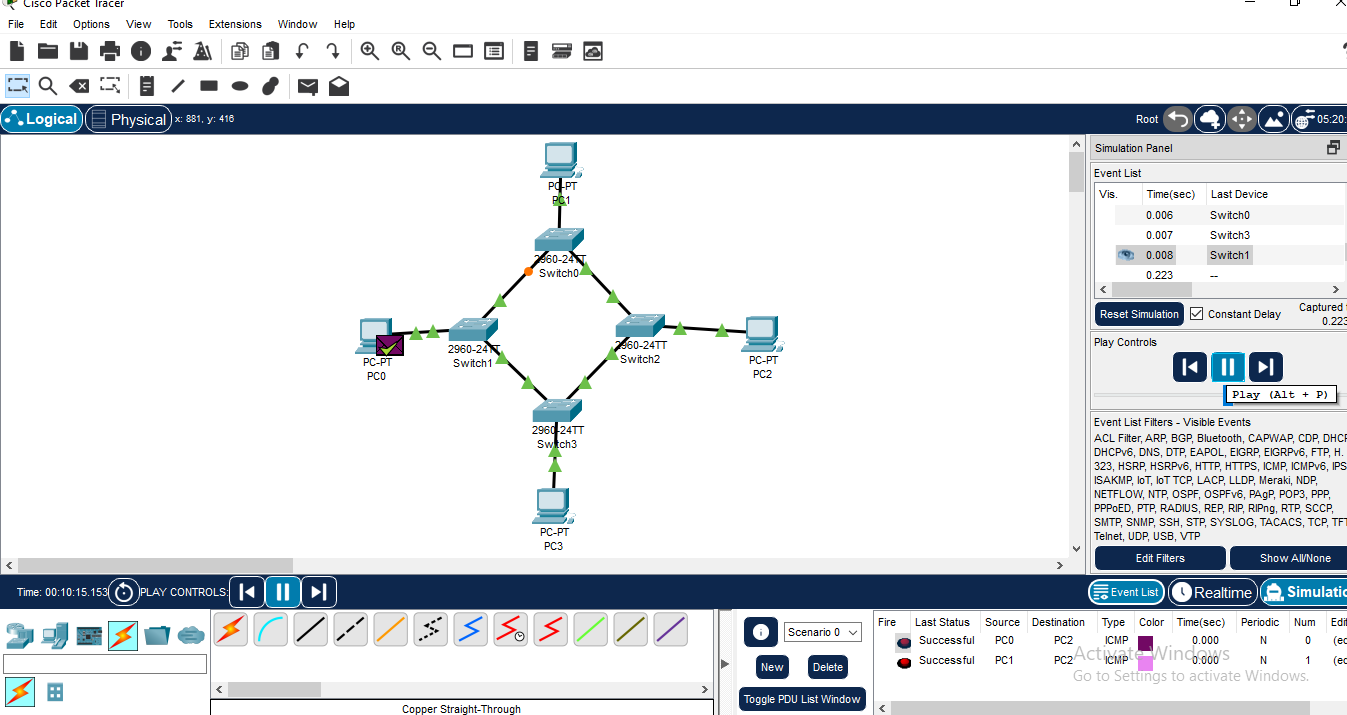 Cisco Packet Tracer
File Edit Options View Tools Extensions Window Help
Logical Physical x: 881, y: 416 Root 05:20:
PC-PT
PC1
2960-24TT
Switch0
PC-PT
PC0
2960-24TT
Switch1
2960-24TT
Switch2
PC-PT
PC2
2960-24TT
Switch3
PC-PT
PC3
Simulation Panel
Event List
Vis. Time(sec) Last Device
0.006 Switch0
0.007 Switch3
0.008 Switch1
0.223 --
Reset Simulation Constant Delay Captured
0.223
Play Controls
Play (Alt + P)
Event List Filters - Visible Events
ACL Filter, ARP, BGP, Bluetooth, CAPWAP, CDP, DHCP
DHCPv6, DNS, DTP, EAPOL, EIGRP, EIGRPv6, FTP, H.
323, HSRP, HSRPv6, HTTP, HTTPS, ICMP, ICMPv6, IPS
ISAKMP, IoT, IoT TCP, LACP, LLDP, Meraki, NDP,
NETFLOW, NTP, OSPF, OSPFv6, PAgP, POP3, PPP,
PPPoED, PTP, RADIUS, REP, RIP, RIPng, RTP, SCCP,
SMTP, SNMP, SSH, STP, SYSLOG, TACACS, TCP, TFT
Telnet, UDP, USB, VTP
Edit Filters Show All/None
Time: 00:10:15.153 PLAY CONTROLS: Event List Realtime Simulatio
Scenario 0
New Delete
Toggle PDU List Window
Fire Last Status Source Destination Type Color Time(sec) Periodic Num Edit
Successful PC0 PC2 ICMP 0.000 N 0 (ed
Successful PC1 PC2 ICMP 0.000 N 1 (ed
Activate Windows
Go to Settings to activate Windows.
Copper Straight-Through